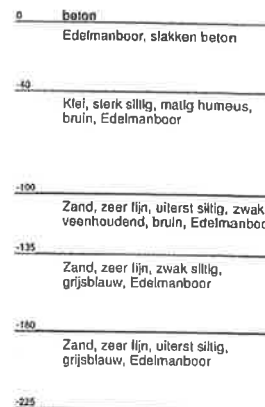 0 beton
Edelmanboor, slakken beton
-40
Klei, sterk siltig, matig humeus,
bruin, Edelmanboor
-100
Zand, zeer fijn, uiterst siltig, zwak
veenhoudend, bruin, Edelmanboo
-135
Zand, zeer fijn, zwak siltig,
grijsblauw, Edelmanboor
-180
Zand, zeer fijn, uiterst siltig,
grijsblauw, Edelmanboor
-225